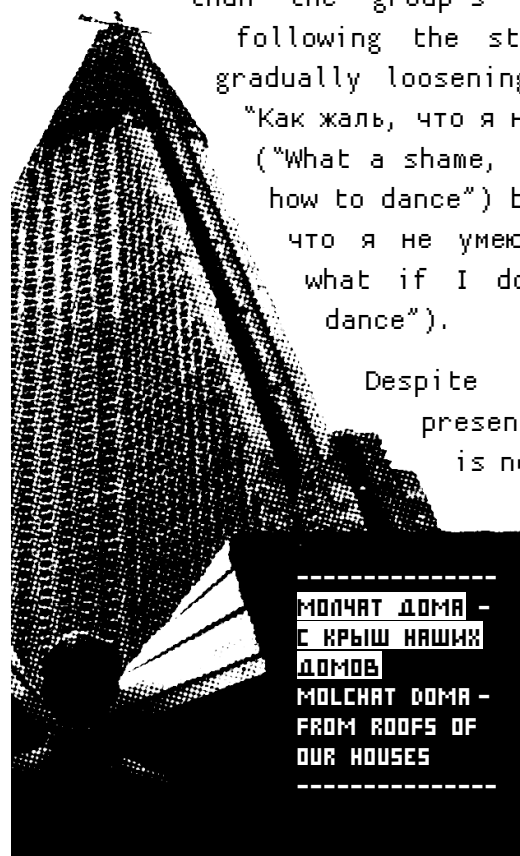 than the group's
following the st
gradually loosening
"Как жаль, что я н
("What a shame,
how to dance") b
что я не умею
what if I do
dance").
Despite
presen
is no
МОЛЧАТ ДОМА –
С КРЫШ НАШИХ
ДОМОВ
MOLCHAT DOMA –
FROM ROOFS OF
OUR HOUSES